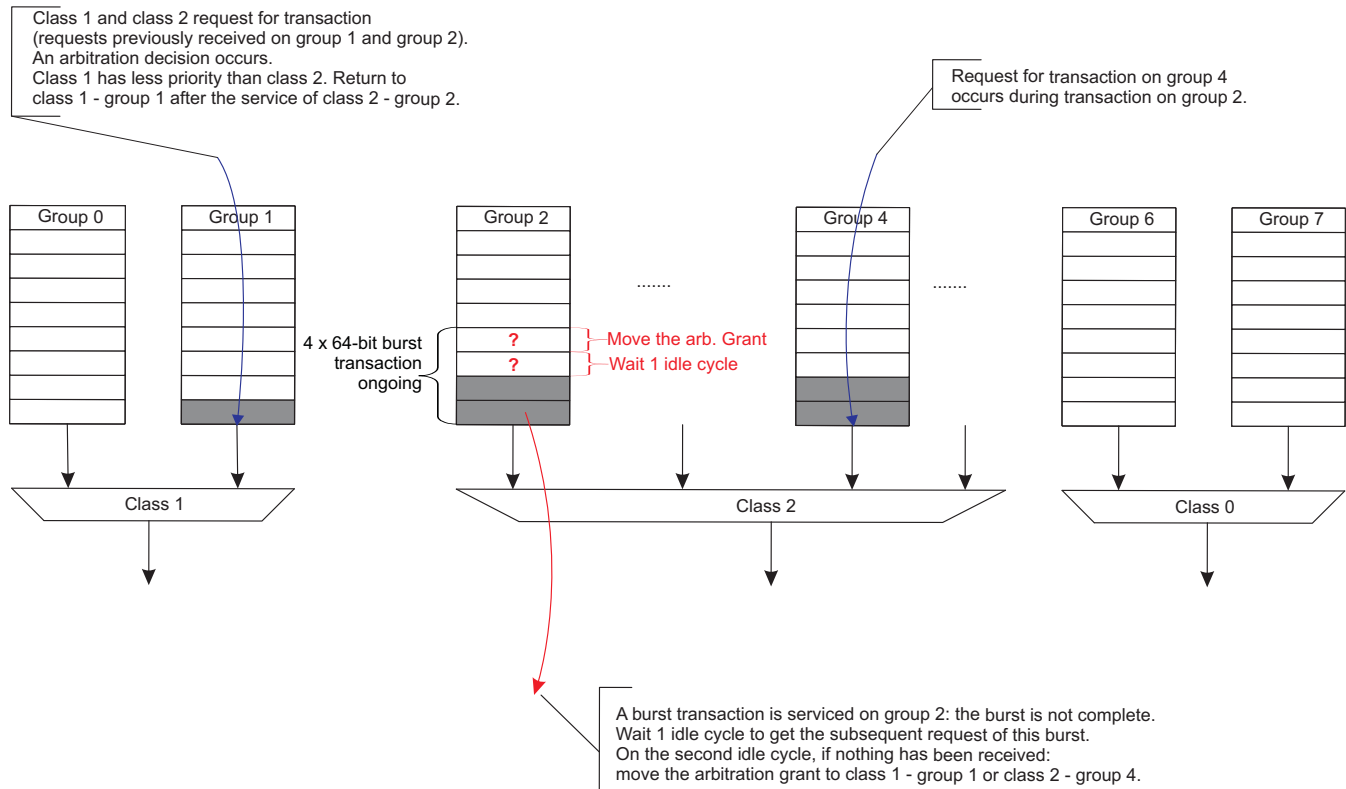 Class 1 and class 2 request for transaction
(requests previously received on group 1 and group 2).
An arbitration decision occurs.
Class 1 has less priority than class 2. Return to
class 1 - group 1 after the service of class 2 - group 2.
Request for transaction on group 4
occurs during transaction on group 2.
Group 0
Group 1
Group 2
Group 4
Group 6
Group 7
.......
.......
4 x 64-bit burst
transaction
ongoing
?
Move the arb. Grant
?
Wait 1 idle cycle
Class 1
Class 2
Class 0
A burst transaction is serviced on group 2: the burst is not complete.
Wait 1 idle cycle to get the subsequent request of this burst.
On the second idle cycle, if nothing has been received:
move the arbitration grant to class 1 - group 1 or class 2 - group 4.